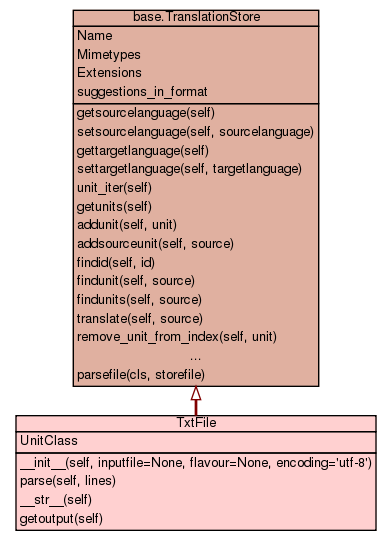 base.TranslationStore
Name
Mimetypes
Extensions
suggestions_in_format
getsourcelanguage(self)
setsourcelanguage(self, sourcelanguage)
gettargetlanguage(self)
settargetlanguage(self, targetlanguage)
unit_iter(self)
getunits(self)
addunit(self, unit)
addsourceunit(self, source)
findid(self, id)
findunit(self, source)
findunits(self, source)
translate(self, source)
remove_unit_from_index(self, unit)
...
parsefile(cls, storefile)
TxtFile
UnitClass
__init__(self, inputfile=None, flavour=None, encoding='utf-8')
parse(self, lines)
__str__(self)
getoutput(self)